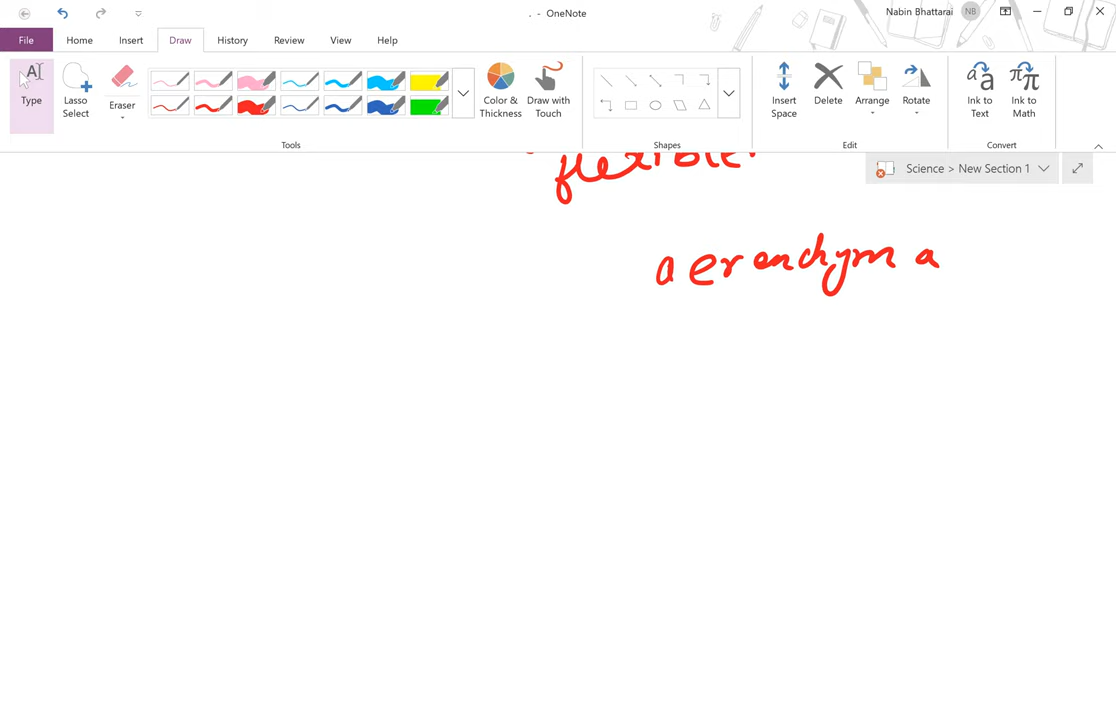 . - OneNote
Nabin Bhattarai NB
File Home Insert Draw History Review View Help
Type
Lasso Select
Eraser
Color & Thickness
Draw with Touch
Insert Space
Delete
Arrange
Rotate
Ink to Text
Ink to Math
Tools
Shapes
Edit
Convert
flexible.
Science > New Section 1
aerenchyma